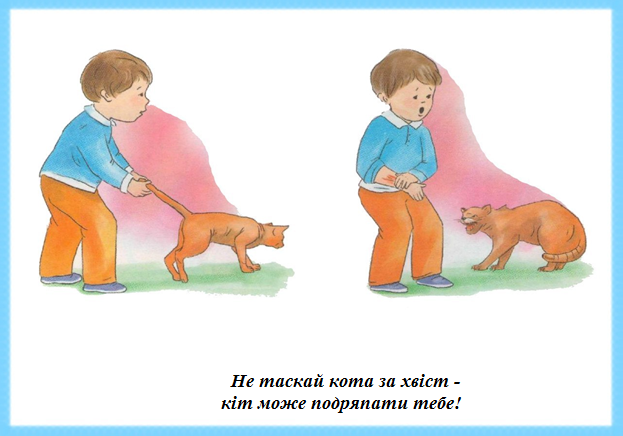 Не таскай кота за хвіст -
кіт може подряпати тебе!